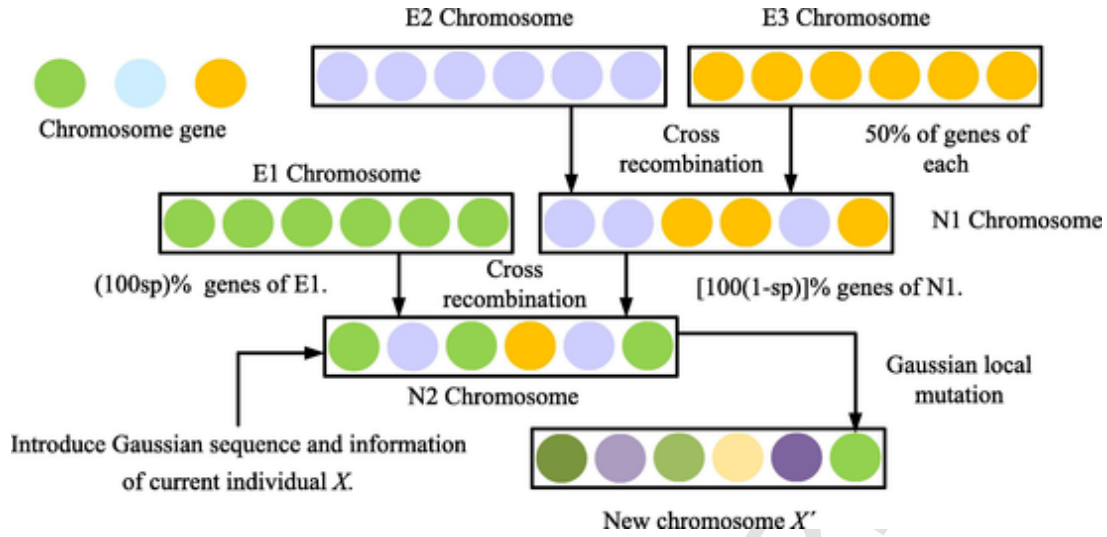 E2 Chromosome
E3 Chromosome
Chromosome gene
Cross
recombination
50% of genes of
each
E1 Chromosome
N1 Chromosome
(100sp)% genes of E1.
Cross
recombination
[100(1-sp)]% genes of N1.
N2 Chromosome
Gaussian local
mutation
Introduce Gaussian sequence and information
of current individual X.
New chromosome X′